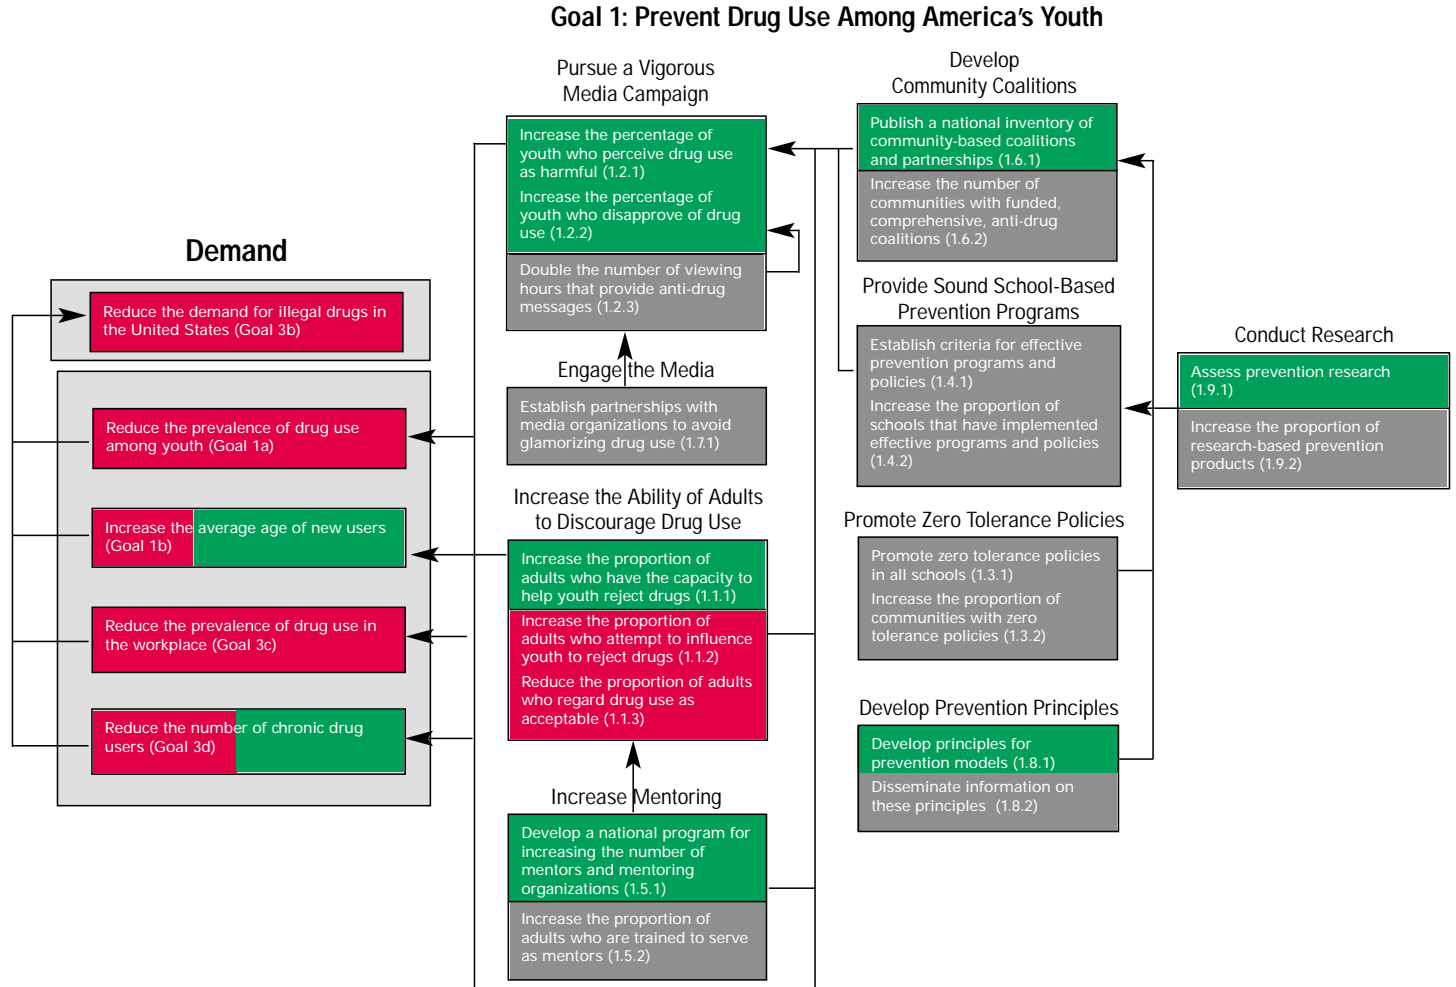 Goal 1: Prevent Drug Use Among America's Youth
Pursue a Vigorous
Media Campaign
Increase the percentage of
youth who perceive drug use
as harmful (1.2.1)
Increase the percentage of
youth who disapprove of drug
use (1.2.2)
Double the number of viewing
hours that provide anti-drug
messages (1.2.3)
Engage the Media
Establish partnerships with
media organizations to avoid
glamorizing drug use (1.7.1)
Increase the Ability of Adults
to Discourage Drug Use
Increase the proportion of
adults who have the capacity to
help youth reject drugs (1.1.1)
Increase the proportion of
adults who attempt to influence
youth to reject drugs (1.1.2)
Reduce the proportion of adults
who regard drug use as
acceptable (1.1.3)
Increase Mentoring
Develop a national program for
increasing the number of
mentors and mentoring
organizations (1.5.1)
Increase the proportion of
adults who are trained to serve
as mentors (1.5.2)
Demand
Reduce the demand for illegal drugs in
the United States (Goal 3b)
Reduce the prevalence of drug use
among youth (Goal 1a)
Increase the average age of new users
(Goal 1b)
Reduce the prevalence of drug use in
the workplace (Goal 3c)
Reduce the number of chronic drug
users (Goal 3d)
Develop
Community Coalitions
Publish a national inventory of
community-based coalitions
and partnerships (1.6.1)
Increase the number of
communities with funded,
comprehensive, anti-drug
coalitions (1.6.2)
Provide Sound School-Based
Prevention Programs
Establish criteria for effective
prevention programs and
policies (1.4.1)
Increase the proportion of
schools that have implemented
effective programs and policies
(1.4.2)
Promote Zero Tolerance Policies
Promote zero tolerance policies
in all schools (1.3.1)
Increase the proportion of
communities with zero
tolerance policies (1.3.2)
Develop Prevention Principles
Develop principles for
prevention models (1.8.1)
Disseminate information on
these principles (1.8.2)
Conduct Research
Assess prevention research
(1.9.1)
Increase the proportion of
research-based prevention
products (1.9.2)